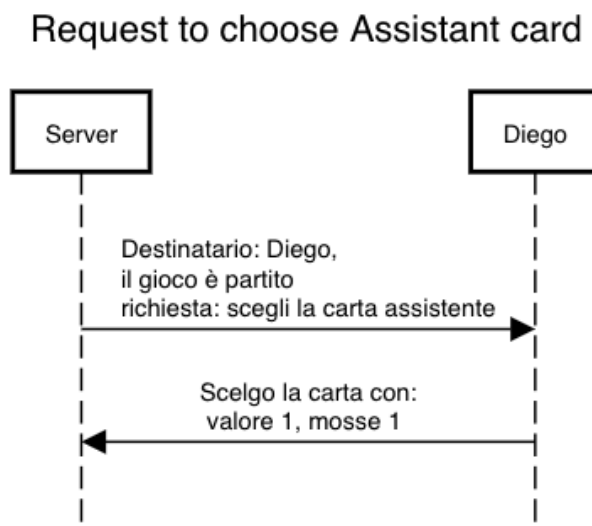 Request to choose Assistant card
Server
Diego
Destinatario: Diego,
il gioco è partito
richiesta: scegli la carta assistente
Scelgo la carta con:
valore 1, mosse 1